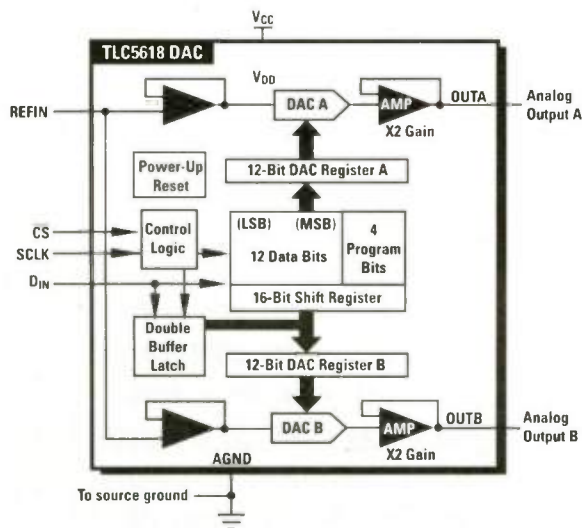 VCC
TLC5618 DAC
VDD
REFIN
DAC A
AMP
OUTA
Analog
Output A
X2 Gain
Power-Up
Reset
12-Bit DAC Register A
CS
SCLK
DIN
Control
Logic
(LSB) (MSB)
12 Data Bits
4
Program
Bits
16-Bit Shift Register
Double
Buffer
Latch
12-Bit DAC Register B
DAC B
AMP
OUTB
Analog
Output B
X2 Gain
AGND
To source ground